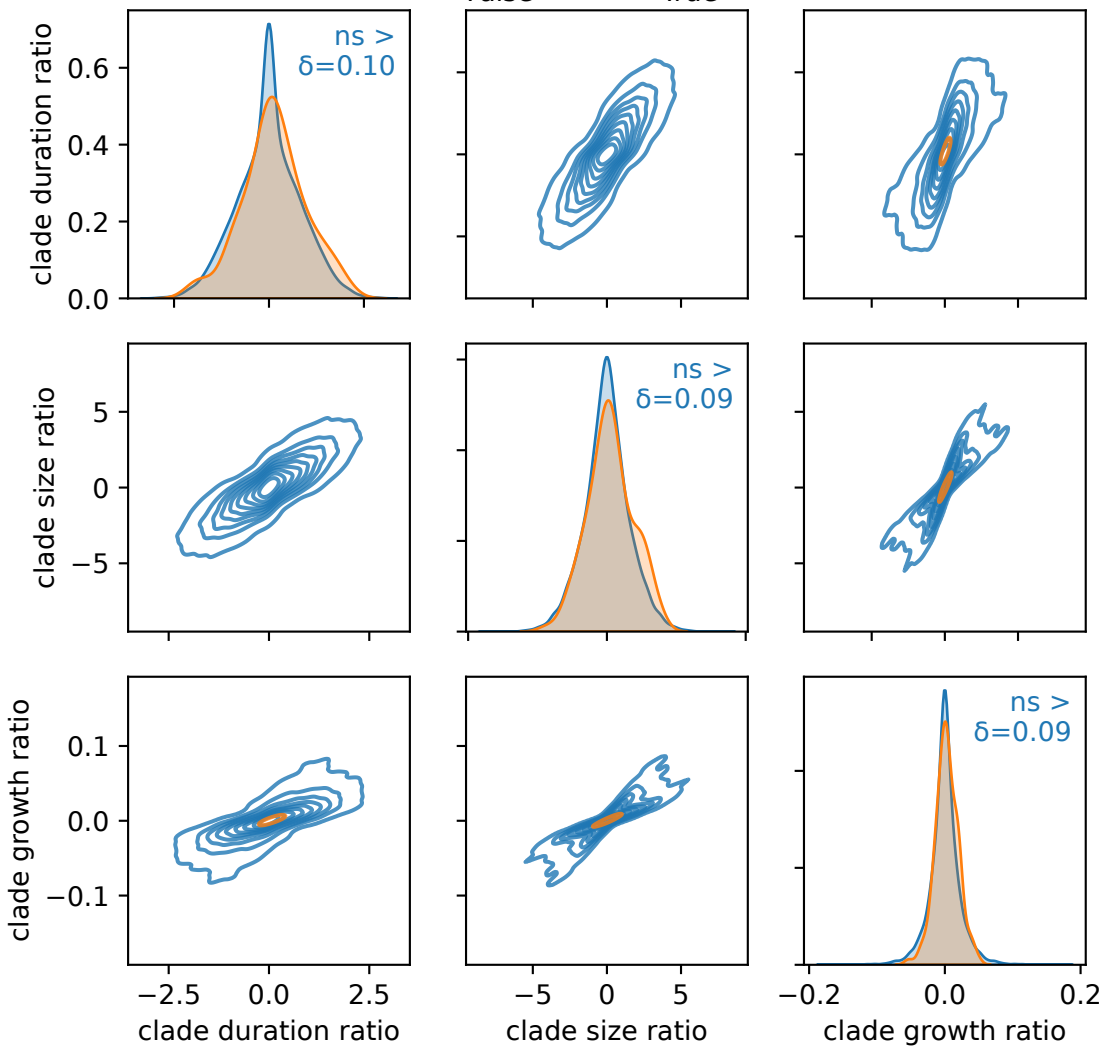 clade duration ratio
0.6
0.4
0.2
0.0
ns >
δ=0.10
clade size ratio
5
0
−5
ns >
δ=0.09
clade growth ratio
0.1
0.0
−0.1
ns >
δ=0.09
−2.5 0.0 2.5
−5 0 5
−0.2 0.0 0.2
clade duration ratio
clade size ratio
clade growth ratio